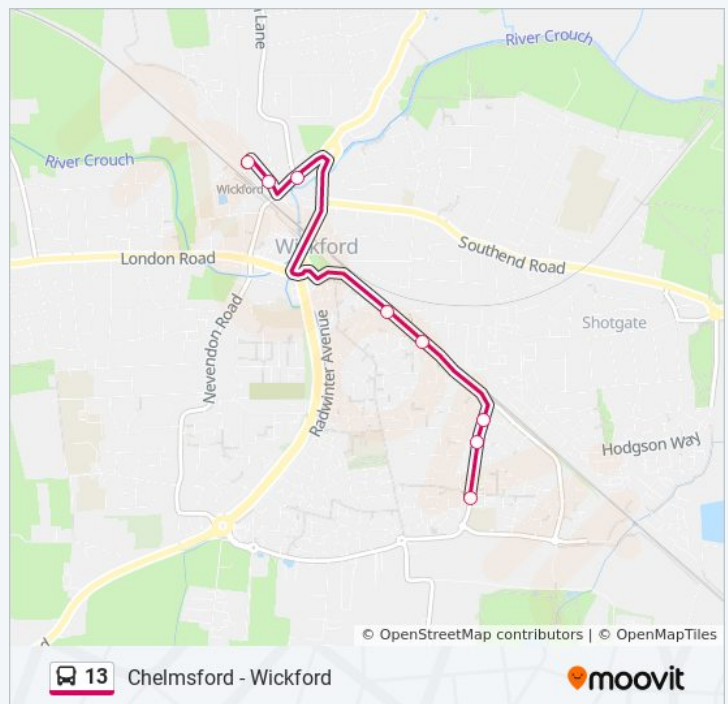 Lane
River Crouch
River Crouch
Wickford
Wickford
London Road
Southend Road
Nevendon Road
Radwinter Avenue
Shotgate
Hodgson Way
© OpenStreetMap contributors | © OpenMapTiles
13 Chelmsford - Wickford
moovit